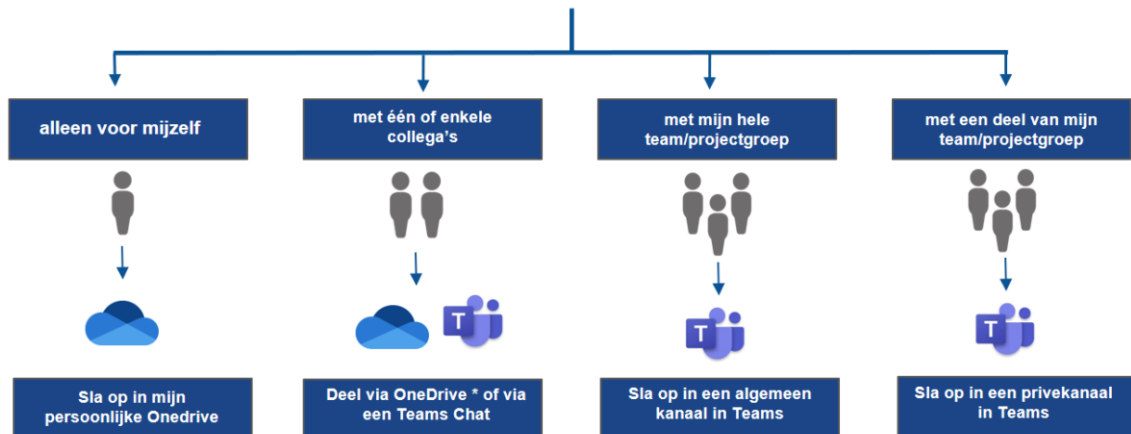 alleen voor mijzelf
met één of enkele
collega's
met mijn hele
team/projectgroep
met een deel van mijn
team/projectgroep
T
T
T
Sla op in mijn
persoonlijke Onedrive
Deel via OneDrive * of via
een Teams Chat
Sla op in een algemeen
kanaal in Teams
Sla op in een privekanaal
in Teams